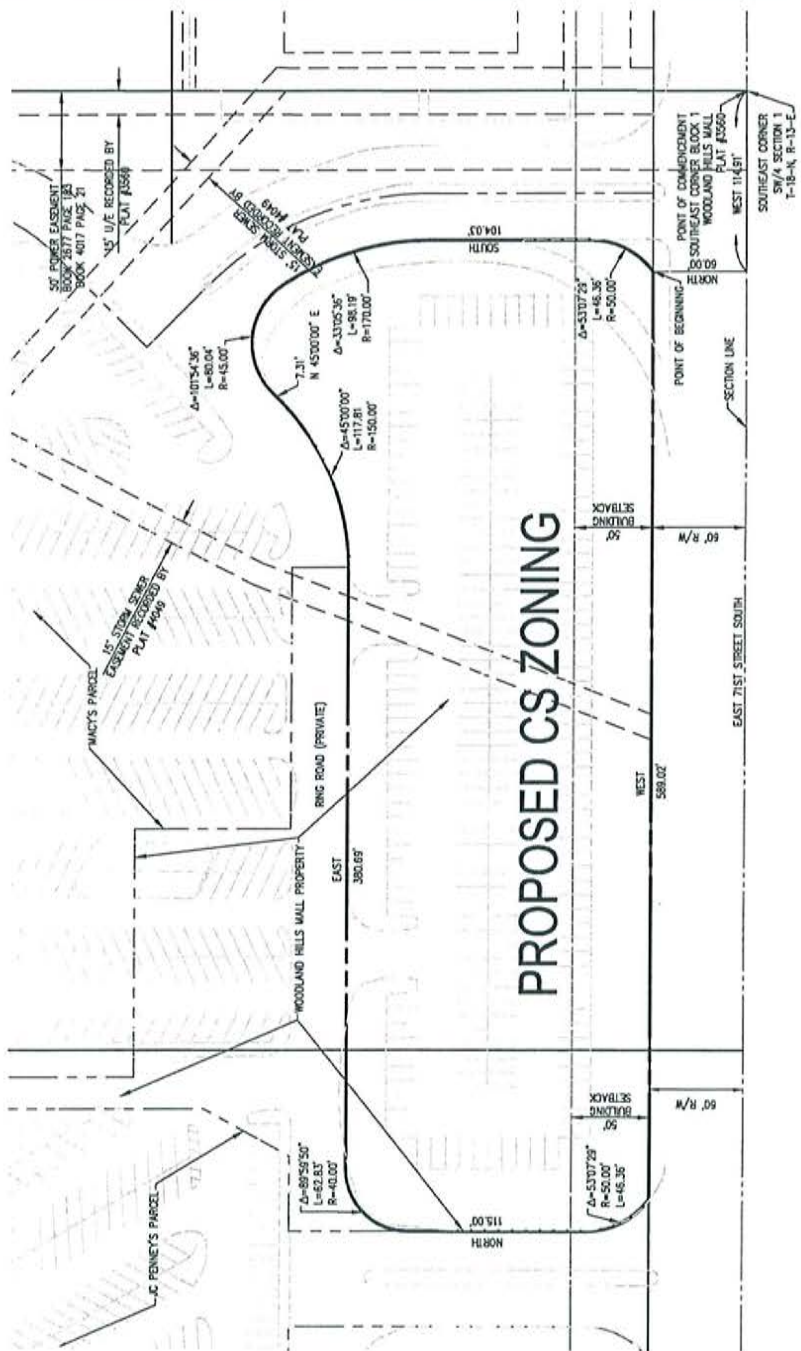 50' POWER EASEMENT
BOOK 2677 PAGE 183
BOOK 4017 PAGE 21
15' U/E RECORDED BY
PLAT #3560
15' STORM SEWER
EASEMENT RECORDED BY
PLAT #4049
15' STORM SEWER
EASEMENT RECORDED BY
PLAT #4049
MACY'S PARCEL
JC PENNEY'S PARCEL
WOODLAND HILLS MALL PROPERTY
RING ROAD (PRIVATE)
Δ=101°54'36"
L=80.04'
R=45.00'
7.31'
N 45°00'00" E
Δ=33°05'36"
L=98.19'
R=170.00'
Δ=45°00'00"
L=117.81
R=150.00'
SOUTH
104.03'
EAST
380.69'
Δ=89°59'50"
L=62.83'
R=40.00'
NORTH
115.00'
PROPOSED CS ZONING
Δ=53°07'29"
L=46.36'
R=50.00'
Δ=53°07'29"
R=50.00'
L=46.36'
50'
BUILDING
SETBACK
50'
BUILDING
SETBACK
60' R/W
60' R/W
WEST
589.02'
POINT OF BEGINNING
NORTH
60.00'
POINT OF COMMENCEMENT
SOUTHEAST CORNER BLOCK 1
WOODLAND HILLS MALL
PLAT #3560
WEST 114.91'
SECTION LINE
EAST 71ST STREET SOUTH
SOUTHEAST CORNER
SW/4 SECTION 1
T-18-N, R-13-E